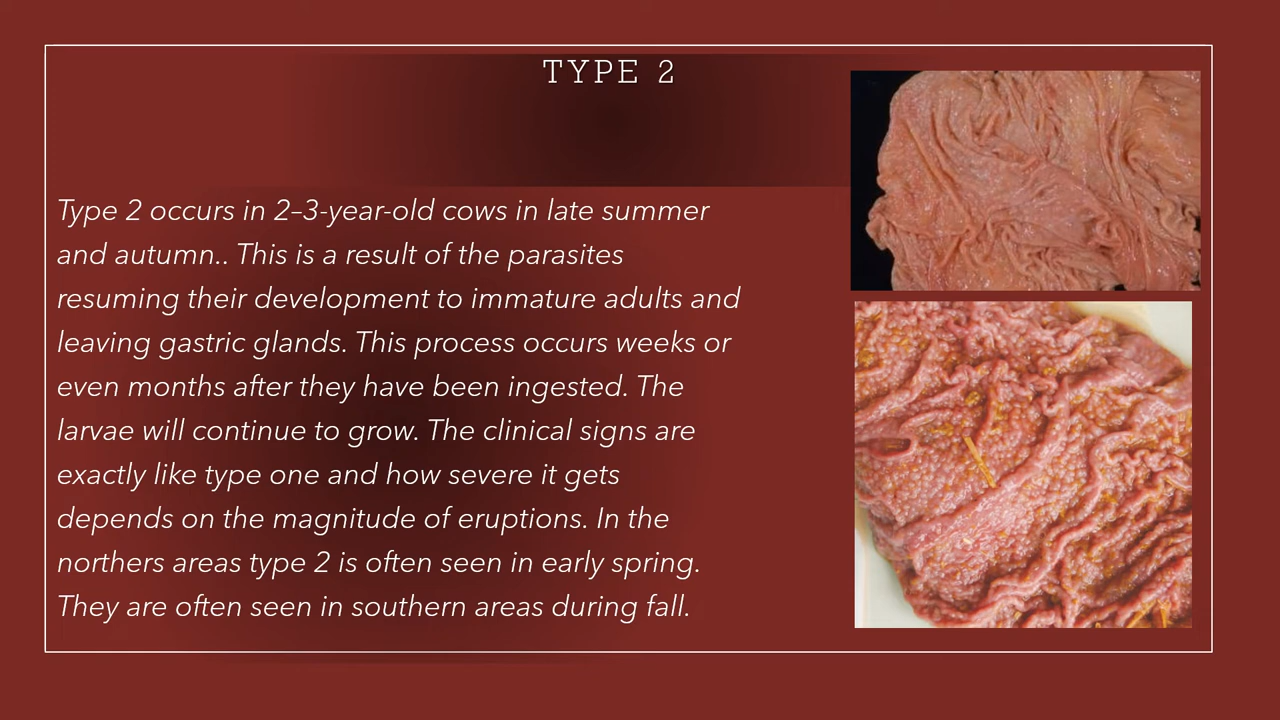 TYPE 2
Type 2 occurs in 2–3-year-old cows in late summer
and autumn.. This is a result of the parasites
resuming their development to immature adults and
leaving gastric glands. This process occurs weeks or
even months after they have been ingested. The
larvae will continue to grow. The clinical signs are
exactly like type one and how severe it gets
depends on the magnitude of eruptions. In the
northers areas type 2 is often seen in early spring.
They are often seen in southern areas during fall.